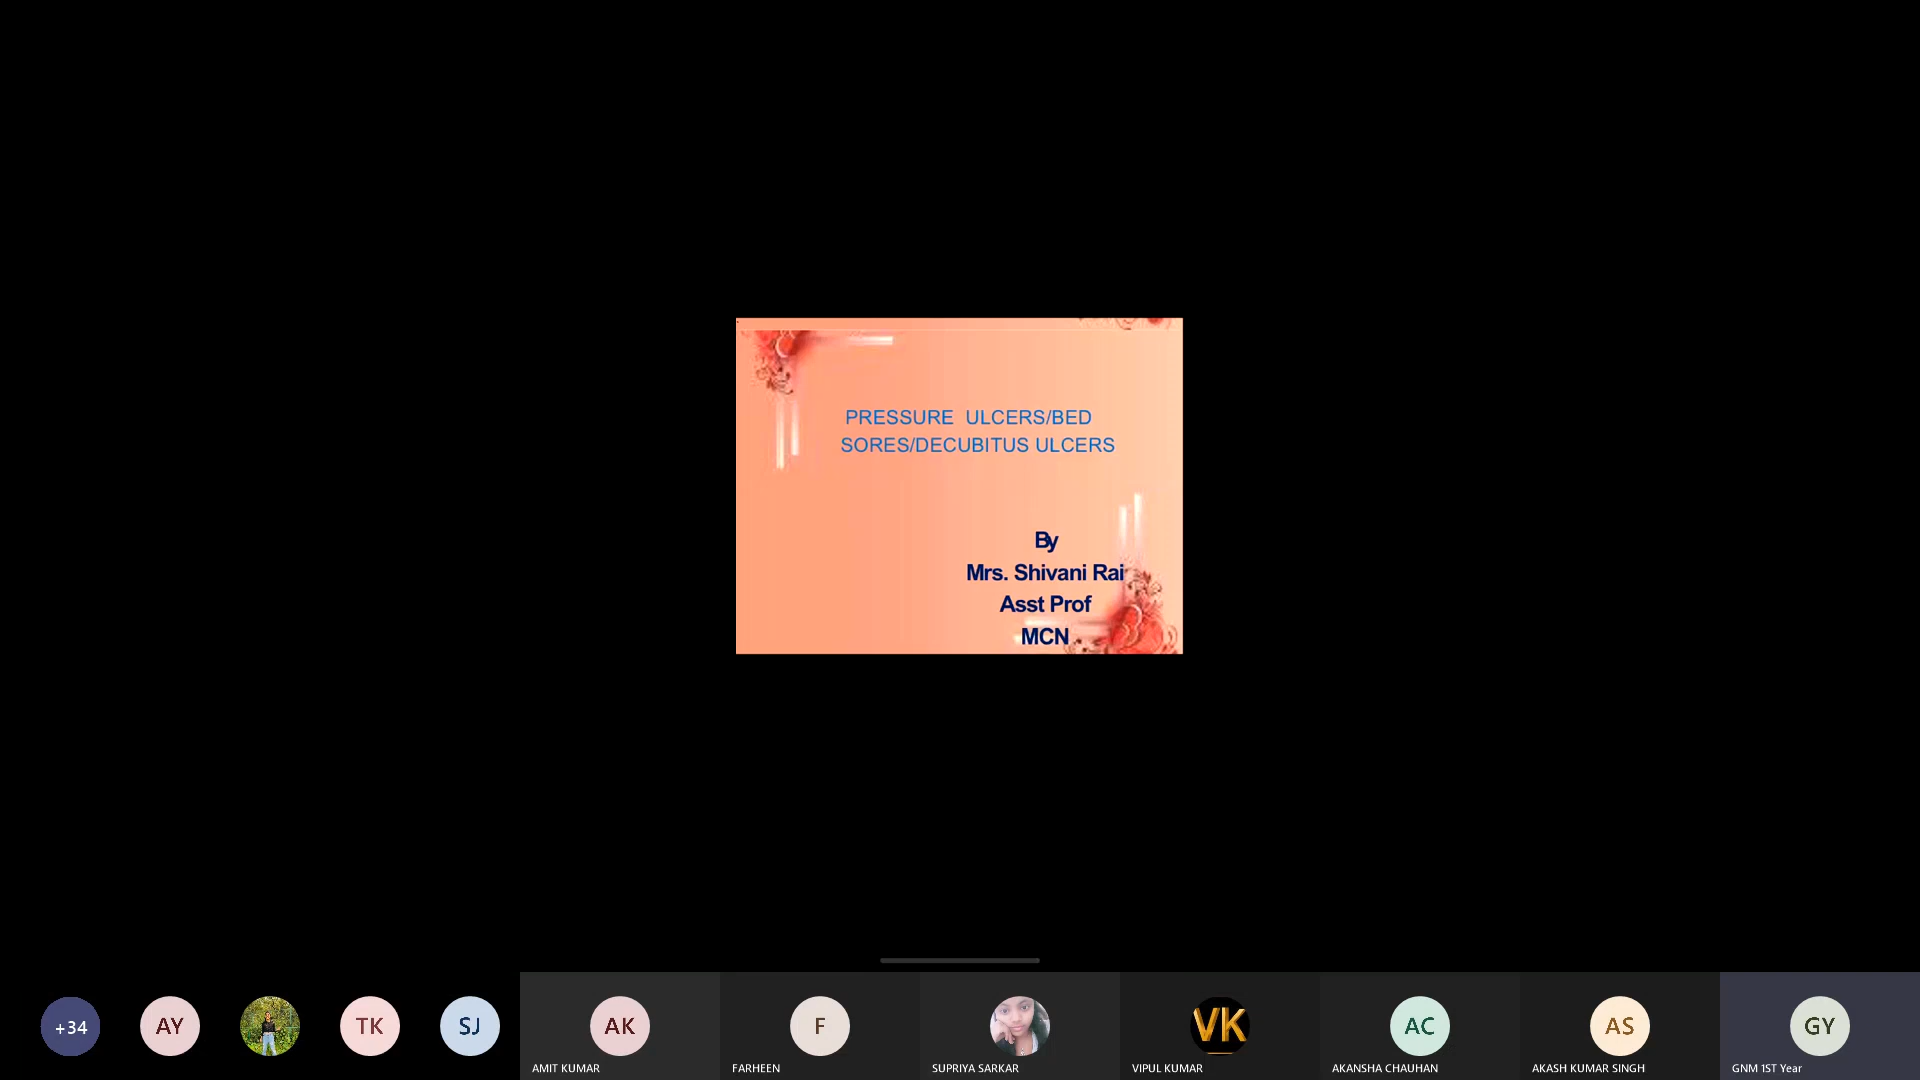 PRESSURE ULCERS/BED
SORES/DECUBITUS ULCERS
By
Mrs. Shivani Rai
Asst Prof
MCN
+34
AY
TK
SJ
AK
F
VK
AC
AS
GY
AMIT KUMAR
FARHEEN
SUPRIYA SARKAR
VIPUL KUMAR
AKANSHA CHAUHAN
AKASH KUMAR SINGH
GNM 1ST Year